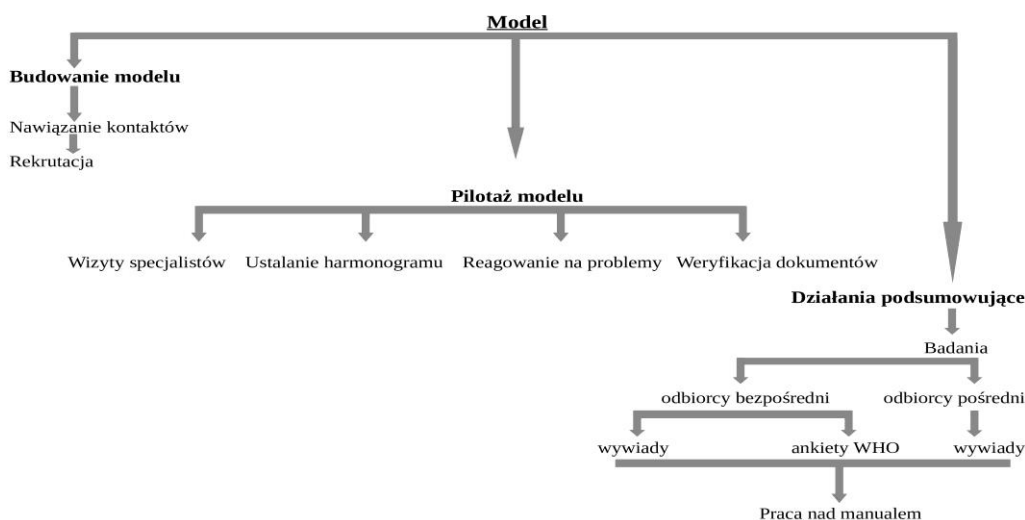 Model
Budowanie modelu
Nawiązanie kontaktów
Rekrutacja
Pilotaż modelu
Wizyty specjalistów
Ustalanie harmonogramu
Reagowanie na problemy
Weryfikacja dokumentów
Działania podsumowujące
Badania
odbiorcy bezpośredni
odbiorcy pośredni
wywiady
ankiety WHO
wywiady
Praca nad manualem